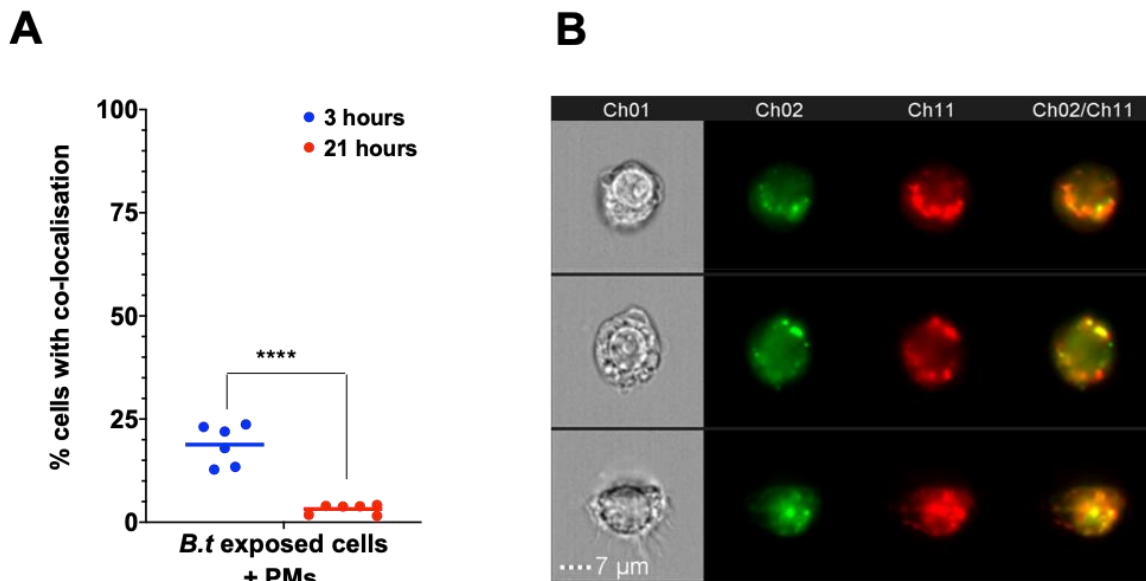 A
B
100
75
50
25
0
% cells with co-localisation
3 hours
21 hours
****
B.t exposed cells
+ PMs
Ch01 Ch02 Ch11 Ch02/Ch11
7 µm